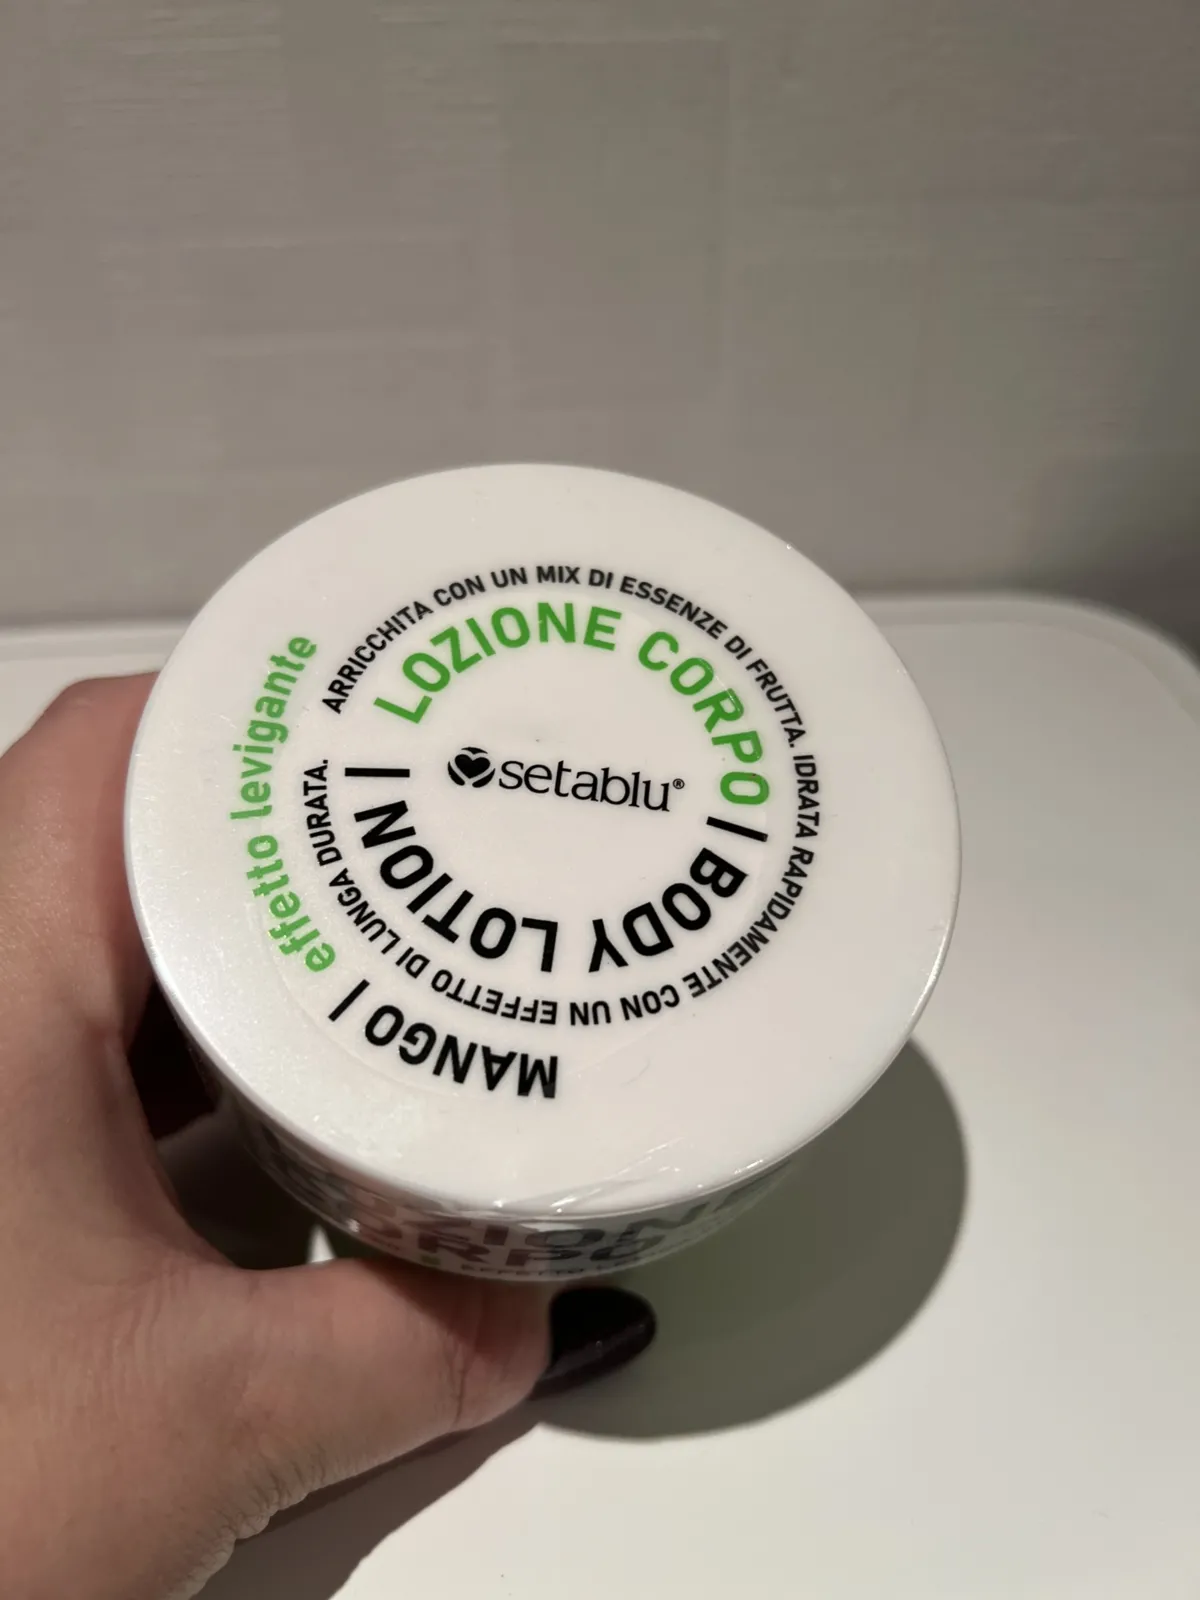 setablu®
LOZIONE CORPO | BODY LOTION |
ARRICCHITA CON UN MIX DI ESSENZE DI FRUTTA. IDRATA RAPIDAMENTE CON UN EFFETTO DI LUNGA DURATA.
MANGO | effetto levigante